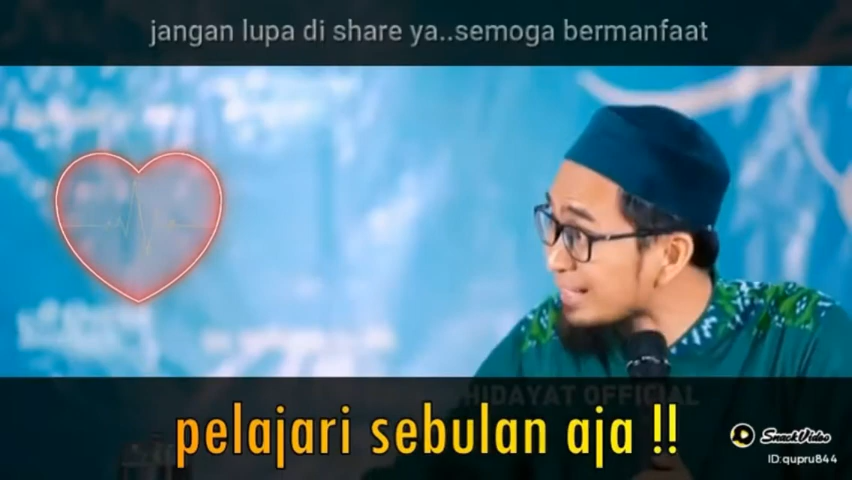 jangan lupa di share ya..semoga bermanfaat
HIDAYAT OFFICIAL
pelajari sebulan aja !!
SnackVideo
ID:qupru844